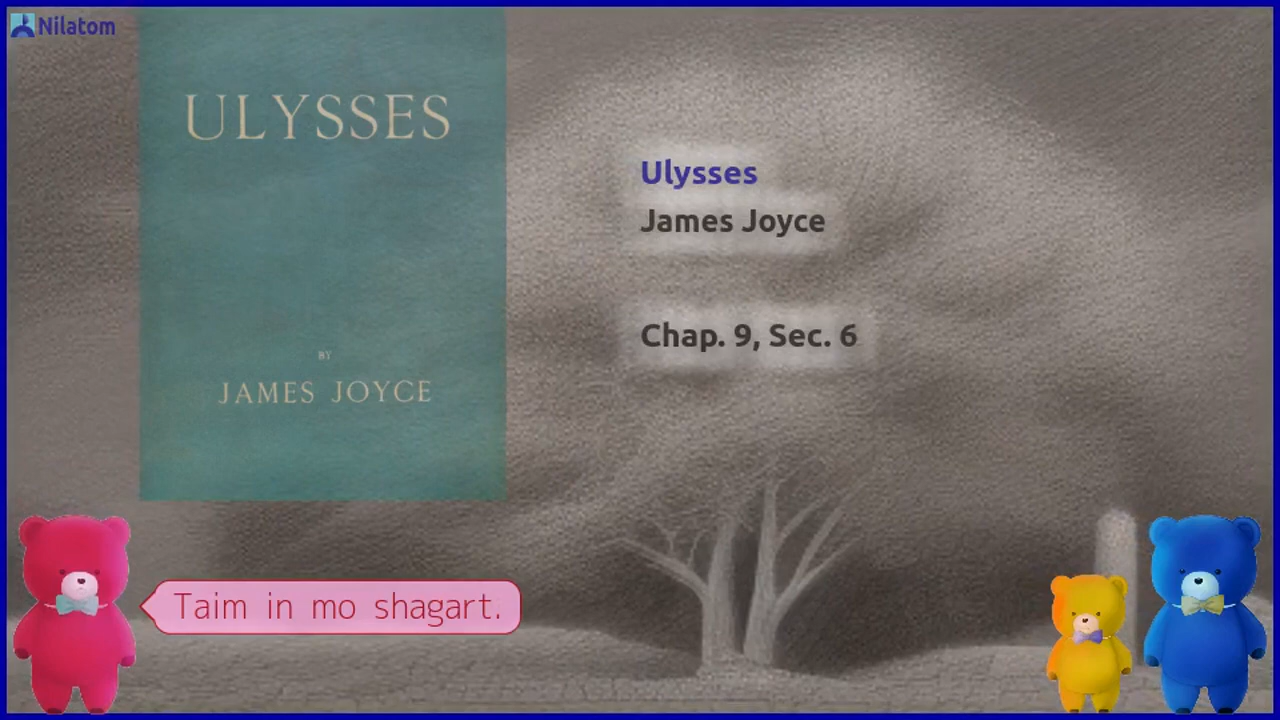 Nilatom
ULYSSES
BY
JAMES JOYCE
Ulysses
James Joyce
Chap. 9, Sec. 6
Taim in mo shagart.